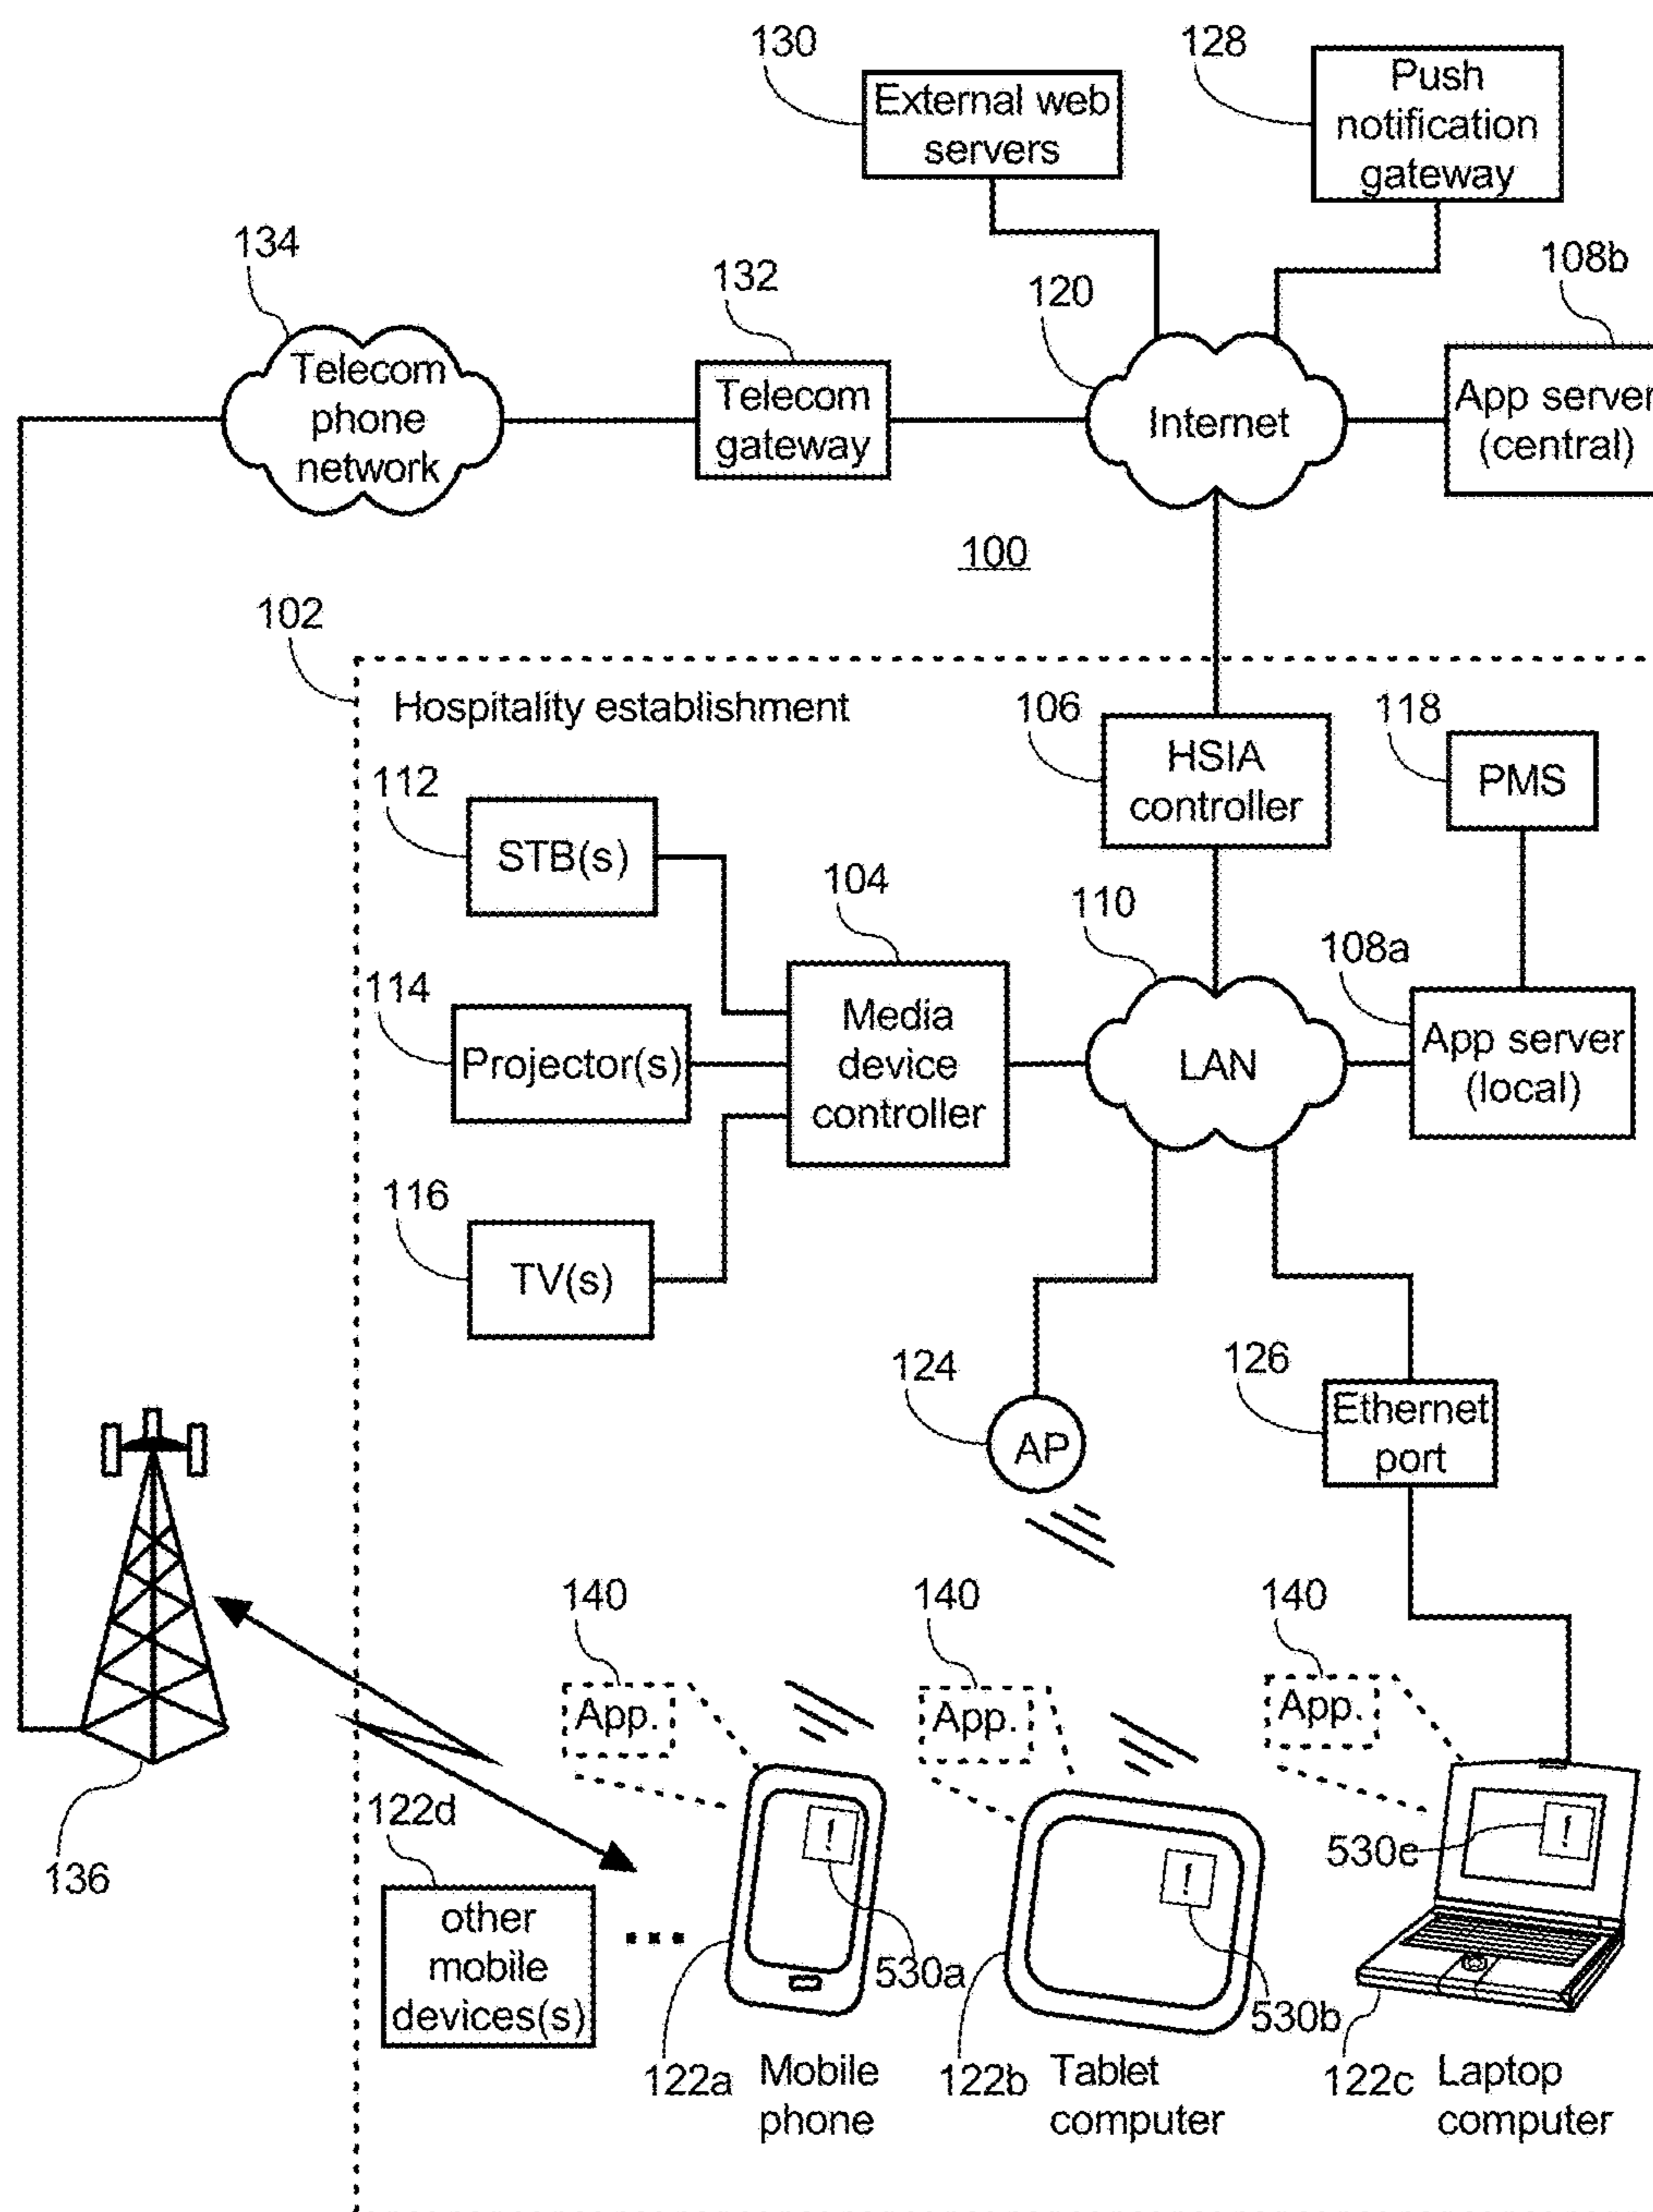 130
External web
servers
128
Push
notification
gateway
134
Telecom
phone
network
132
Telecom
gateway
120
Internet
108b
App server
(central)
100
102
Hospitality establishment
106
HSIA
controller
118
PMS
112
STB(s)
104
Media
device
controller
110
LAN
108a
App server
(local)
114
Projector(s)
116
TV(s)
124
AP
126
Ethernet
port
136
140
App.
140
App.
140
App.
122d
other
mobile
devices(s)
!
530a
!
530b
!
530e
122a
Mobile
phone
122b
Tablet
computer
122c
Laptop
computer